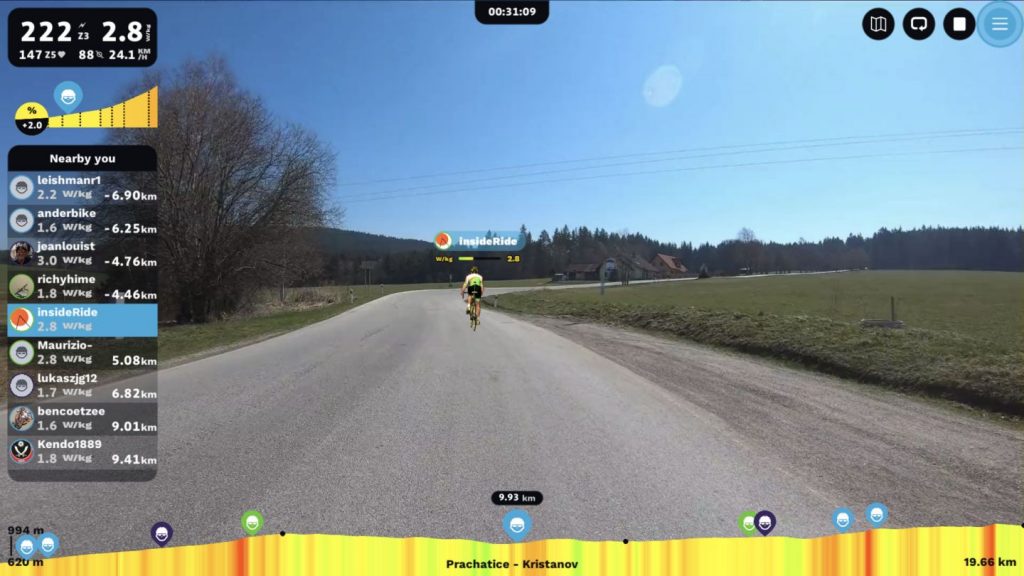 00:31:09
222 Z3 2.8 W/KG
147 Z5 88 24.1 KM/H
%
+2.0
Nearby you
leishmanr1
2.2 W/kg -6.90km
anderbike
1.6 W/kg -6.25km
jeanlouist
3.0 W/kg -4.76km
richyhime
1.8 W/kg -4.46km
insideRide
2.8 W/kg
Maurizio-
2.8 W/kg 5.08km
lukaszjg12
1.7 W/kg 6.82km
bencoetzee
1.6 W/kg 9.01km
Kendo1889
1.8 W/kg 9.41km
insideRide
W/kg 2.8
9.93 km
994 m
620 m
Prachatice - Kristanov
19.66 km